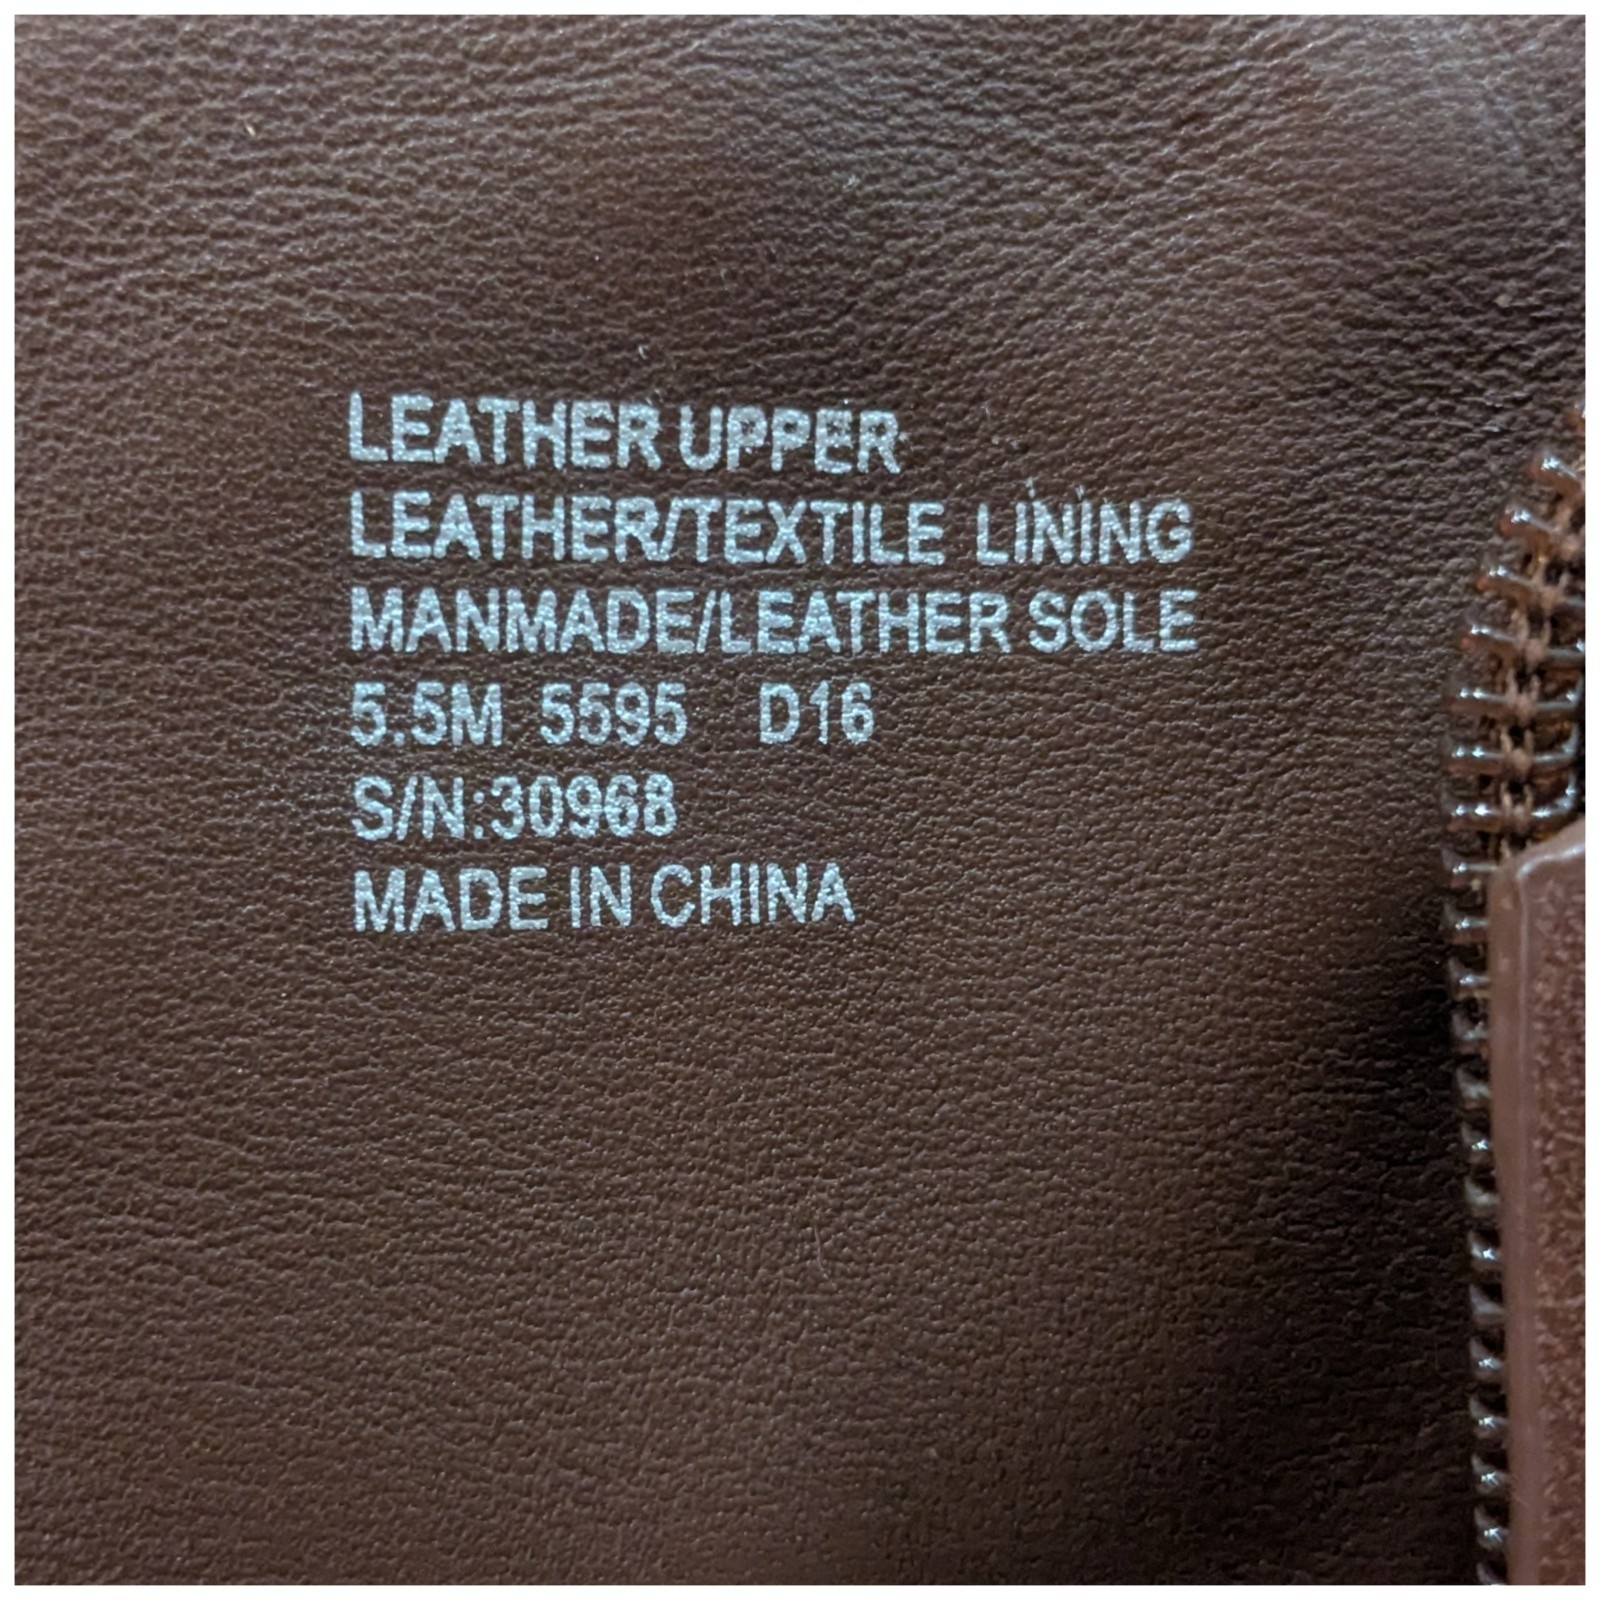 LEATHER UPPER
LEATHER/TEXTILE LINING
MANMADE/LEATHER SOLE
5.5M 5595 D16
S/N:30968
MADE IN CHINA